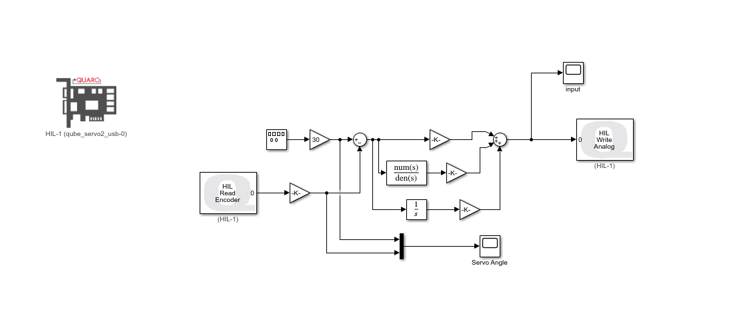 QUARC
HIL-1 (qube_servo2_usb-0)
input
30
-K-
HIL
Write
Analog
0
(HIL-1)
num(s)
den(s)
-K-
HIL
Read
Encoder
0
(HIL-1)
-K-
1
s
-K-
Servo Angle